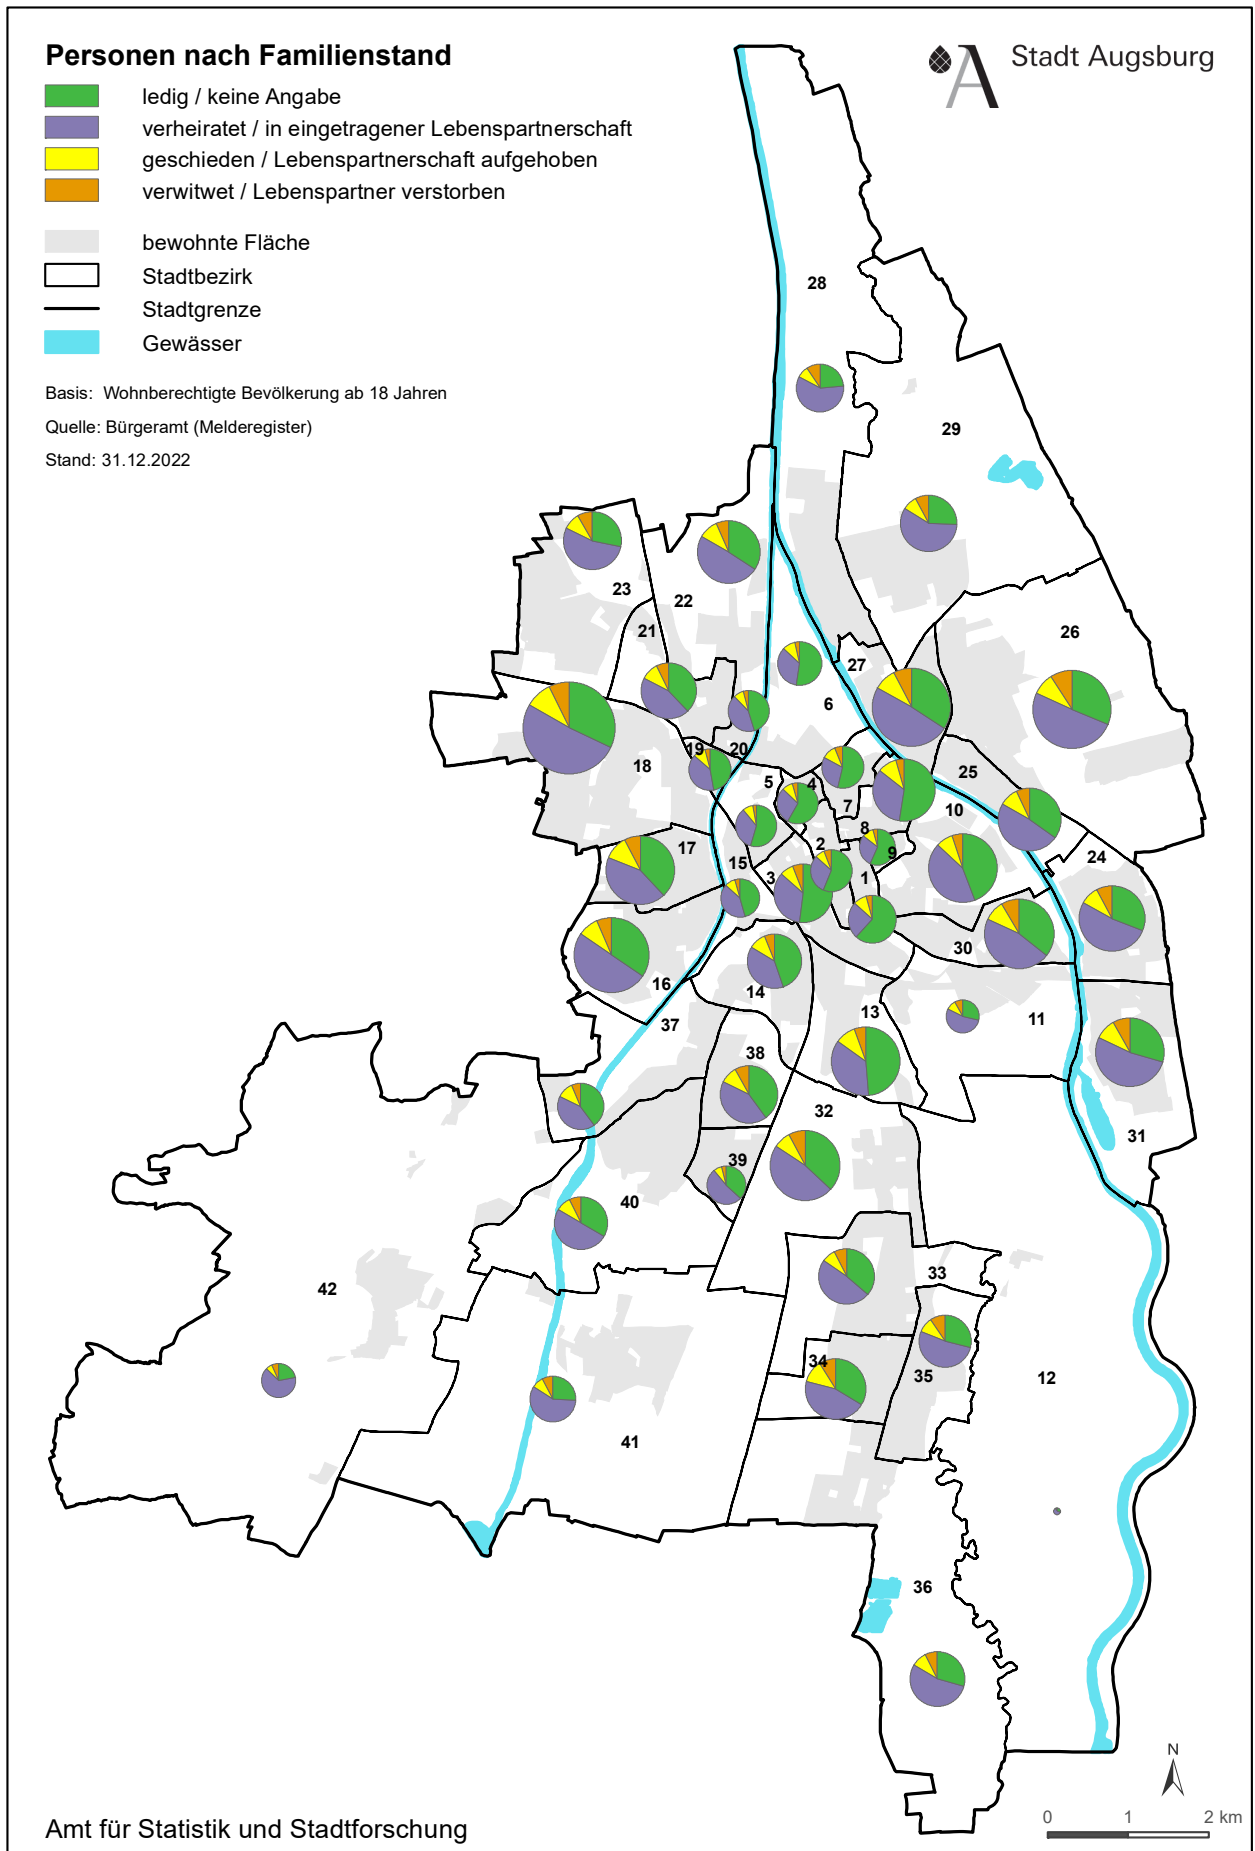 Personen nach Familienstand
ledig / keine Angabe
verheiratet / in eingetragener Lebenspartnerschaft
geschieden / Lebenspartnerschaft aufgehoben
verwitwet / Lebenspartner verstorben
bewohnte Fläche
Stadtbezirk
Stadtgrenze
Gewässer
Basis: Wohnberechtigte Bevölkerung ab 18 Jahren
Quelle: Bürgeramt (Melderegister)
Stand: 31.12.2022
A Stadt Augsburg
28
29
23
22
21
26
27
6
19
20
18
5
4
25
7
10
8
2
9
17
15
3
1
24
30
16
14
13
11
37
38
32
31
39
40
33
42
34
35
12
41
36
N
0 1 2 km
Amt für Statistik und Stadtforschung